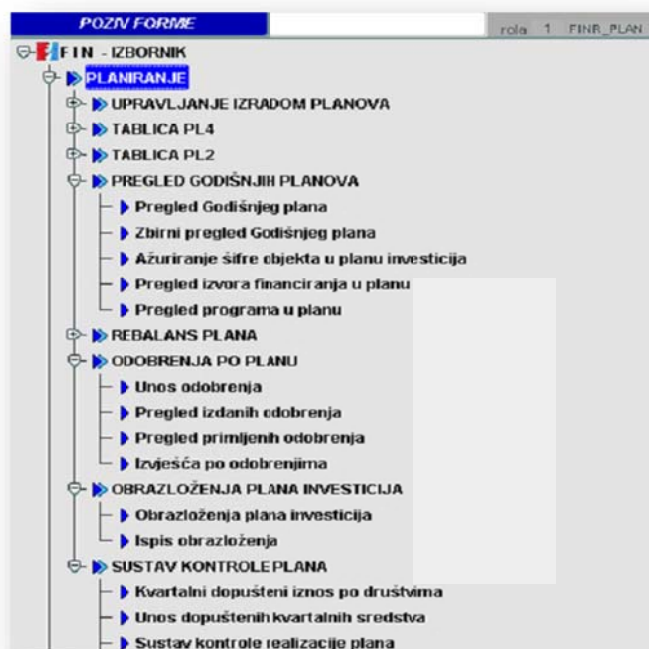 POZIV FORME
rola 1 FINR_PLAN
FIN - IZBORNIK
PLANIRANJE
UPRAVLJANJE IZRADOM PLANOVA
TABLICA PL4
TABLICA PL2
PREGLED GODIŠNJIH PLANOVA
Pregled Godišnjeg plana
Zbirni pregled Godišnjeg plana
Ažuriranje šifre objekta u planu investicija
Pregled izvora financiranja u planu
Pregled programa u planu
REBALANS PLANA
ODOBRENJA PO PLANU
Unos odobrenja
Pregled izdanih odobrenja
Pregled primljenih odobrenja
Izvješća po odobrenjima
OBRAZLOŽENJA PLANA INVESTICIJA
Obrazloženja plana investicija
Ispis obrazloženja
SUSTAV KONTROLE PLANA
Kvartalni dopušteni iznos po društvima
Unos dopuštenih kvartalnih sredstva
Sustav kontrole realizacije plana